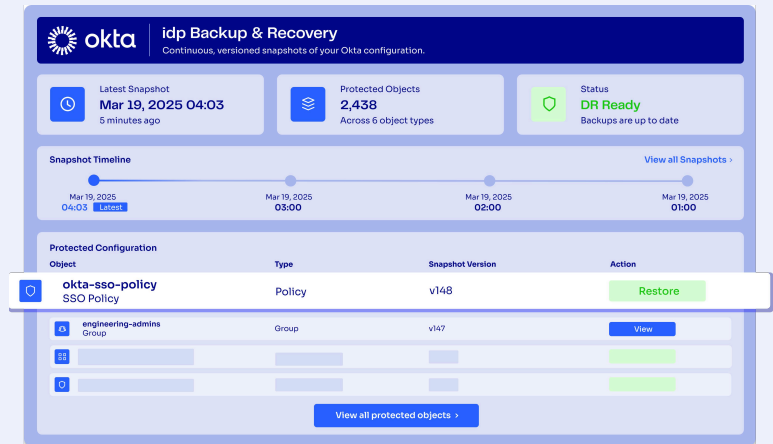 okta
idp Backup & Recovery
Continuous, versioned snapshots of your Okta configuration.
Latest Snapshot
Mar 19, 2025 04:03
5 minutes ago
Protected Objects
2,438
Across 6 object types
Status
DR Ready
Backups are up to date
Snapshot Timeline
View all Snapshots ›
Mar 19, 2025
04:03 Latest
Mar 19, 2025
03:00
Mar 19, 2025
02:00
Mar 19, 2025
01:00
Protected Configuration
Object Type Snapshot Version Action
okta-sso-policy
SSO Policy
Policy
v148
Restore
engineering-admins
Group
Group
v147
View
View all protected objects ›